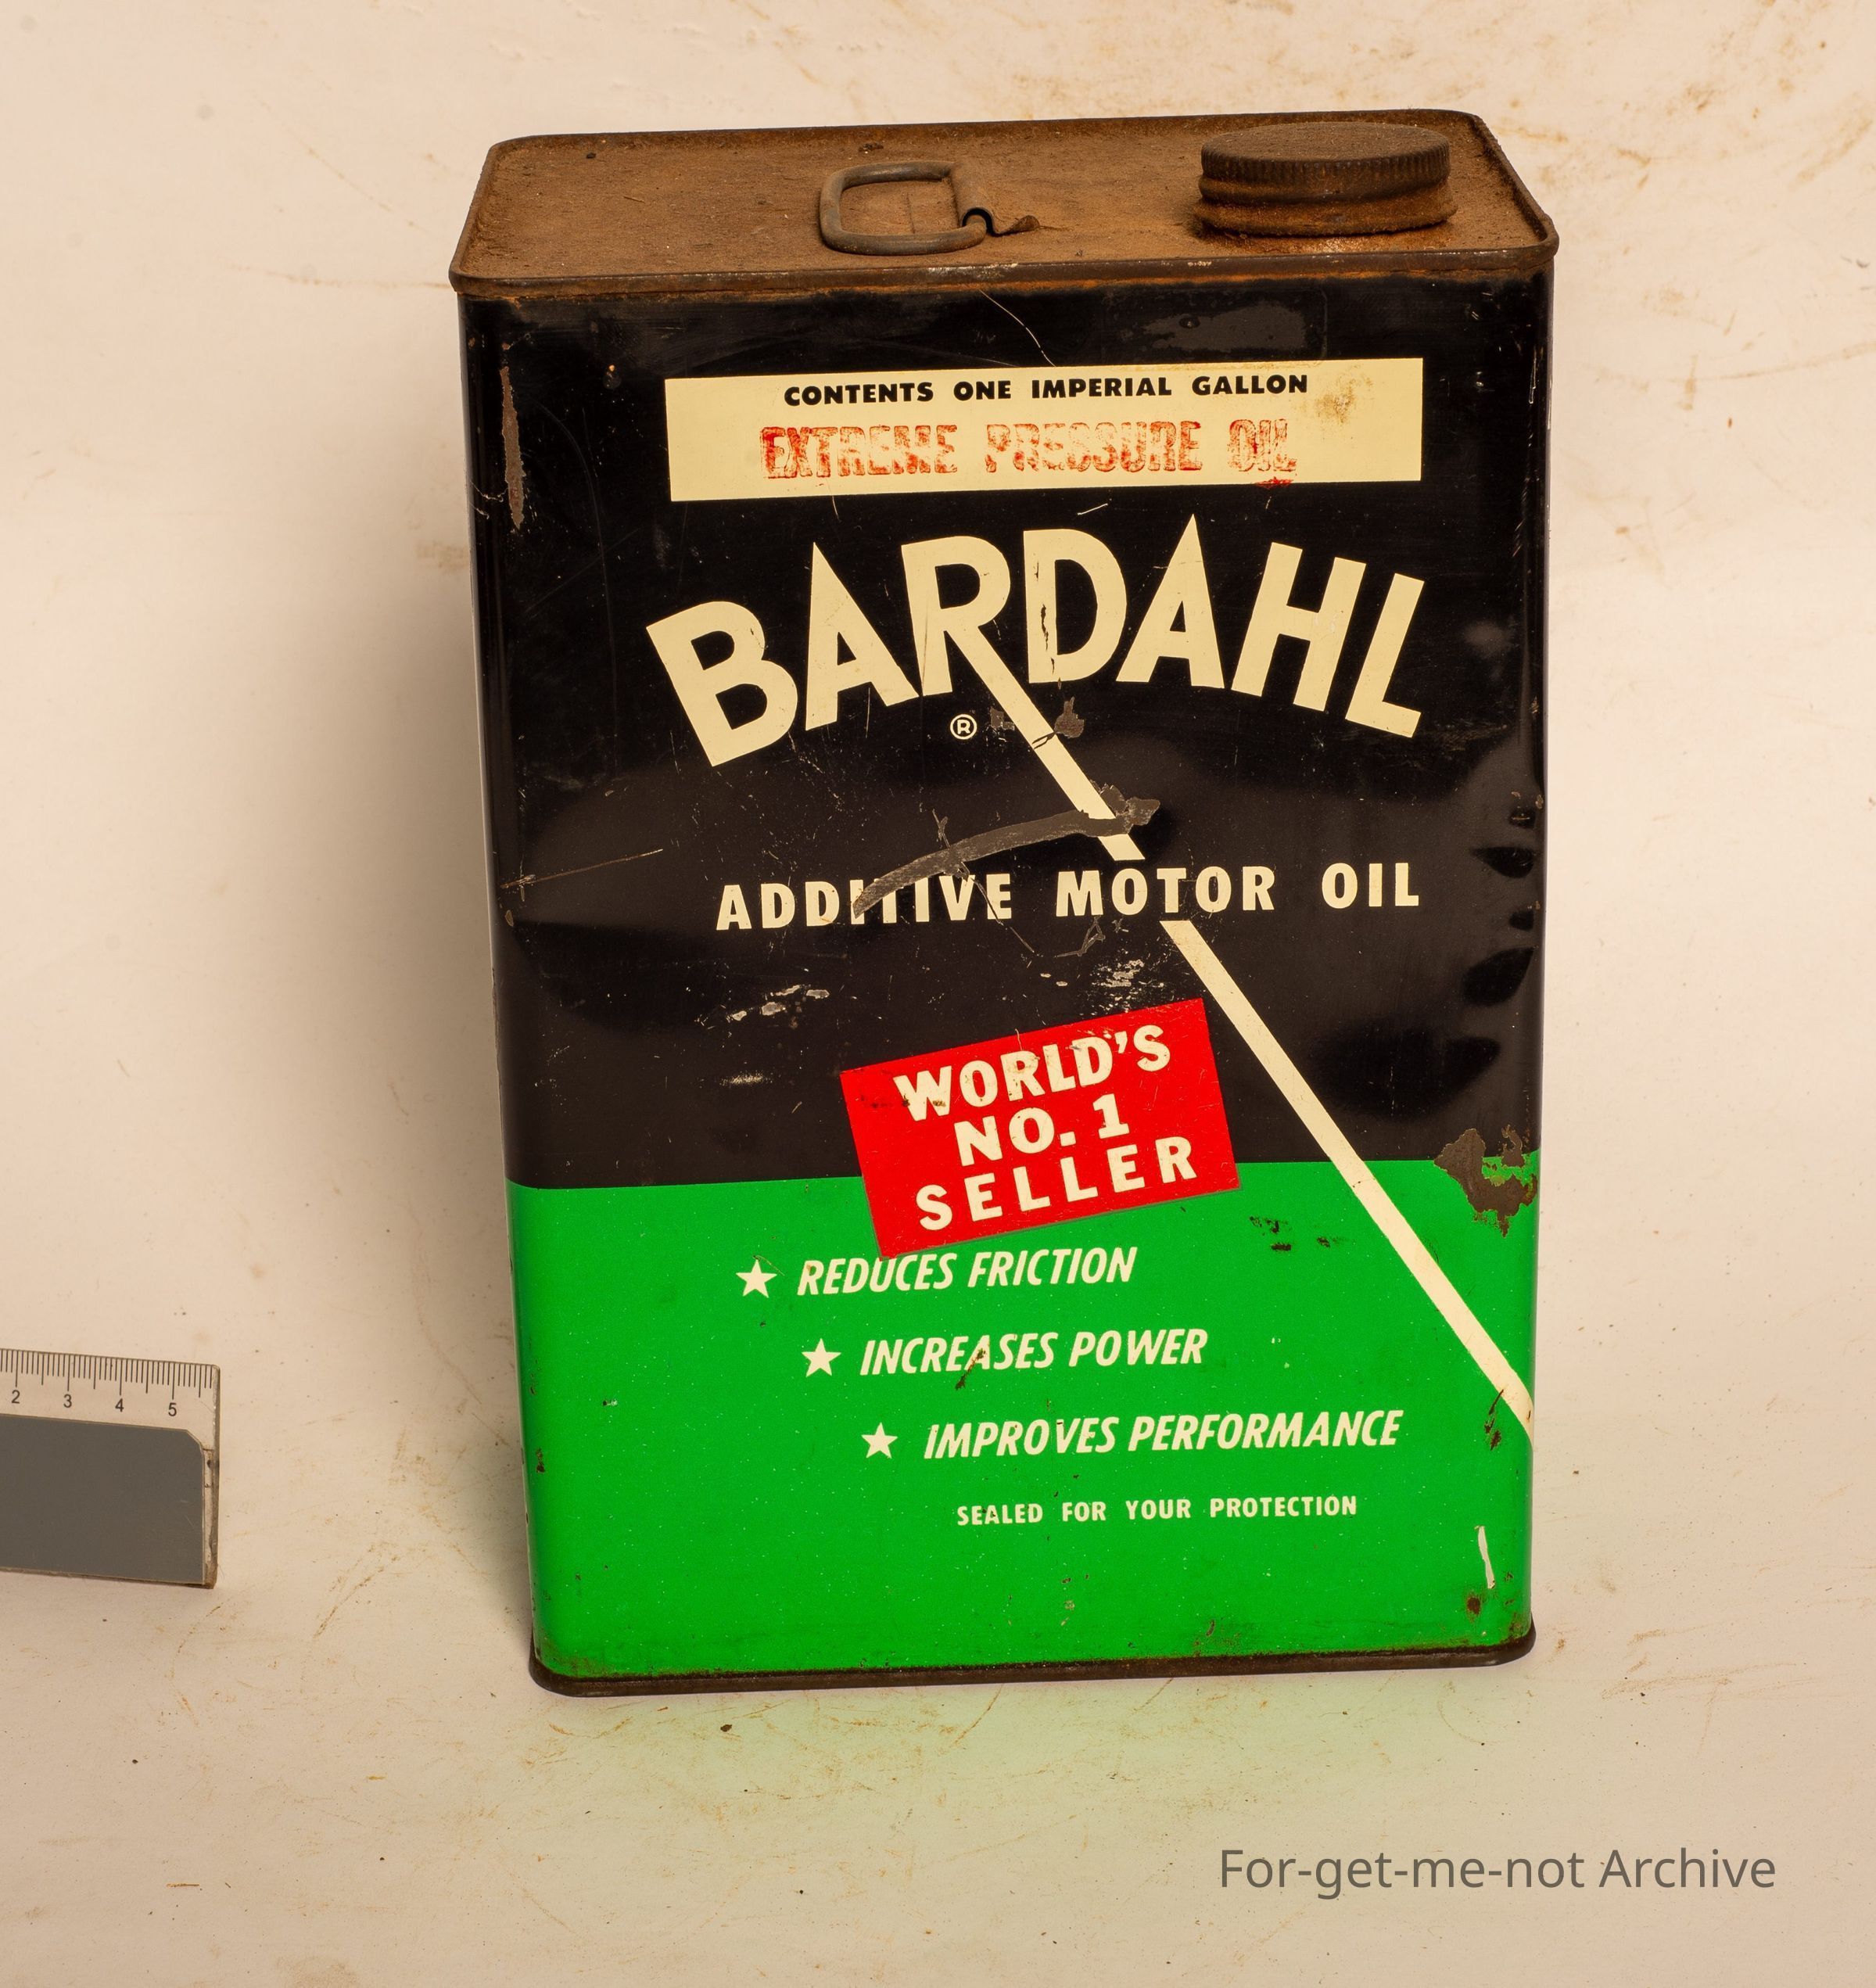 CONTENTS ONE IMPERIAL GALLON
EXTREME PRESSURE OIL
BARDAHL
®
ADDITIVE MOTOR OIL
WORLD'S
NO. 1
SELLER
★ REDUCES FRICTION
★ INCREASES POWER
★ IMPROVES PERFORMANCE
SEALED FOR YOUR PROTECTION
2 3 4 5
For-get-me-not Archive